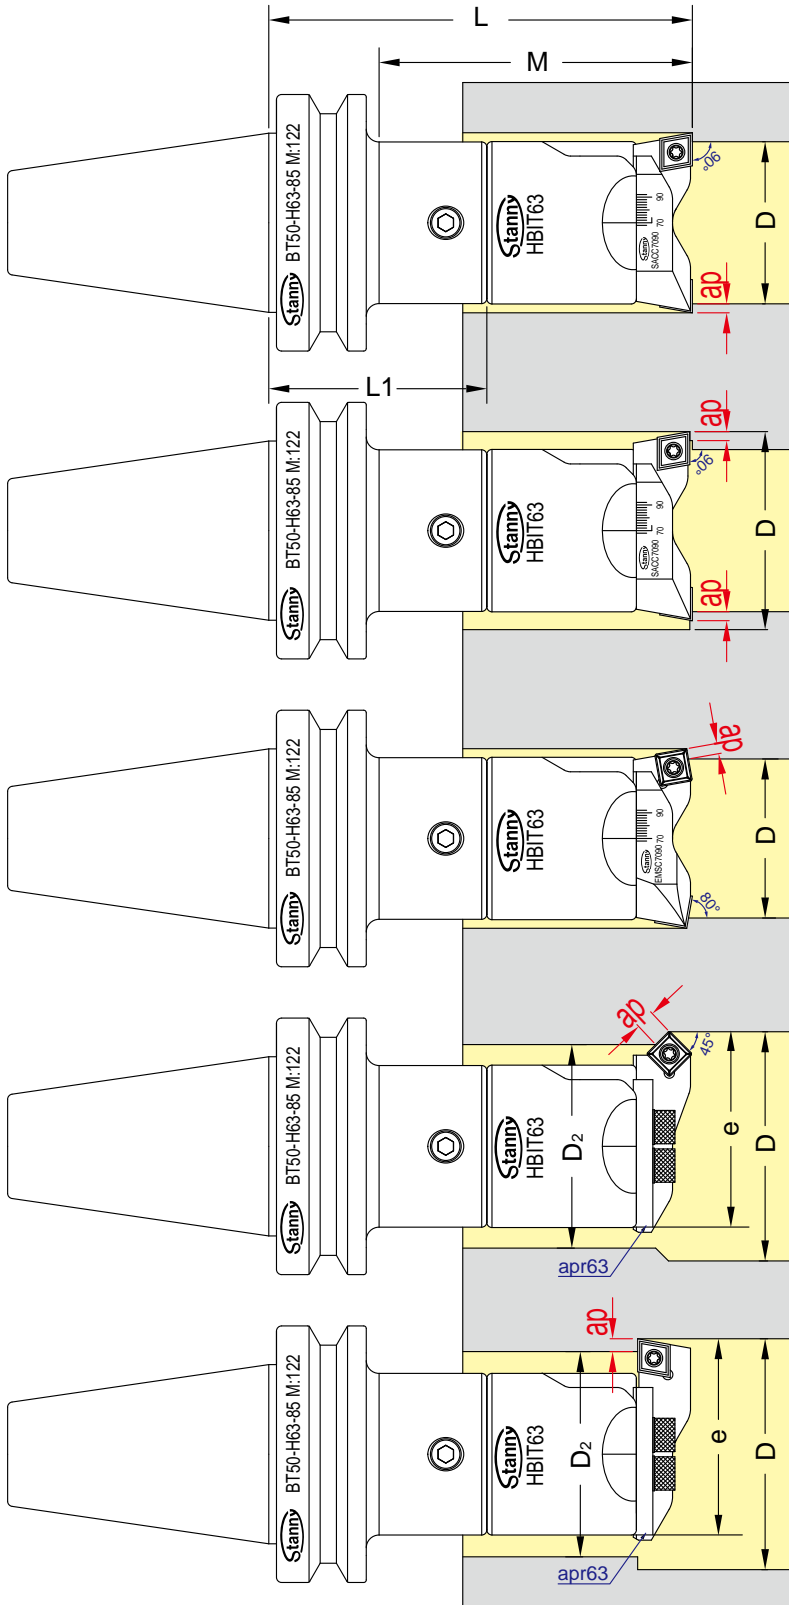 L
M
BT50-H63-85 M:122
Stanny
Stanny
HBIT63
90
70
Stanny
SACC7090
90°
D
ap
L1
BT50-H63-85 M:122
Stanny
Stanny
HBIT63
90
70
Stanny
SACC7090
ap
90°
D
ap
BT50-H63-85 M:122
Stanny
Stanny
HBIT63
90
70
Stanny
EMSC7090
ap
D
80°
BT50-H63-85 M:122
Stanny
Stanny
HBIT63
ap
45°
D2
e
D
apr63
BT50-H63-85 M:122
Stanny
Stanny
HBIT63
ap
D2
e
D
apr63